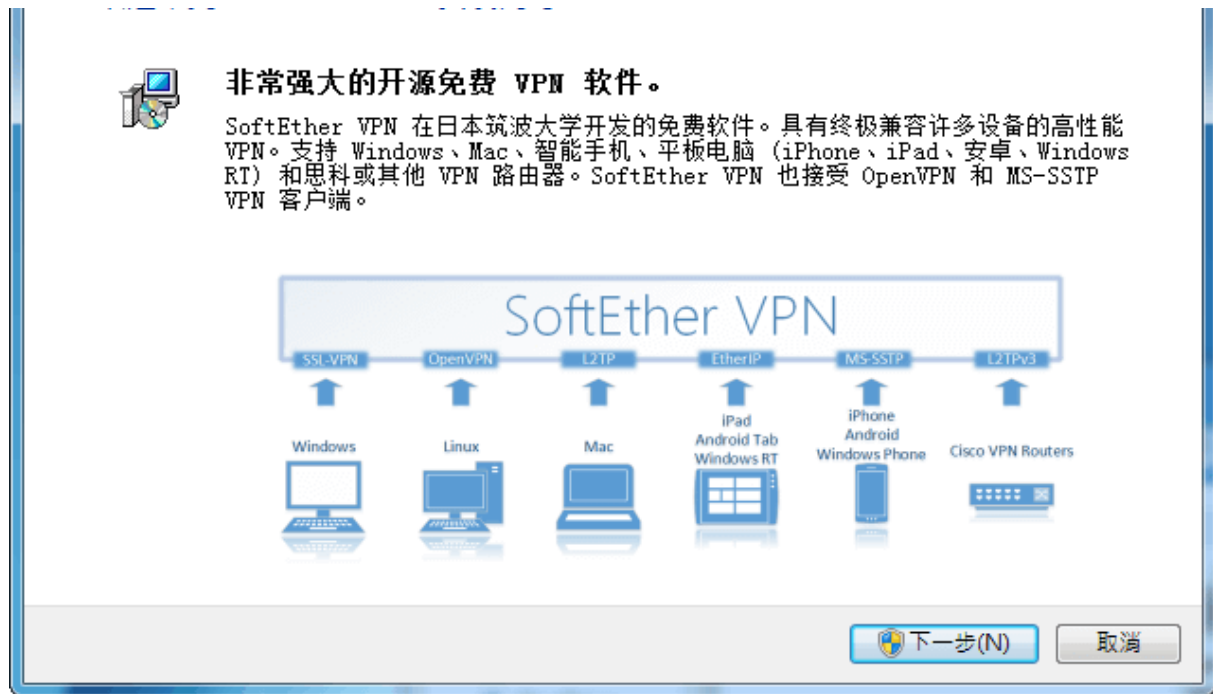 非常强大的开源免费 VPN 软件。
SoftEther VPN 在日本筑波大学开发的免费软件。具有终极兼容许多设备的高性能
VPN。支持 Windows、Mac、智能手机、平板电脑 (iPhone、iPad、安卓、Windows
RT) 和思科或其他 VPN 路由器。SoftEther VPN 也接受 OpenVPN 和 MS-SSTP
VPN 客户端。
SoftEther VPN
SSL-VPN
OpenVPN
L2TP
EtherIP
MS-SSTP
L2TPv3
Windows
Linux
Mac
iPad
Android Tab
Windows RT
iPhone
Android
Windows Phone
Cisco VPN Routers
下一步(N)
取消